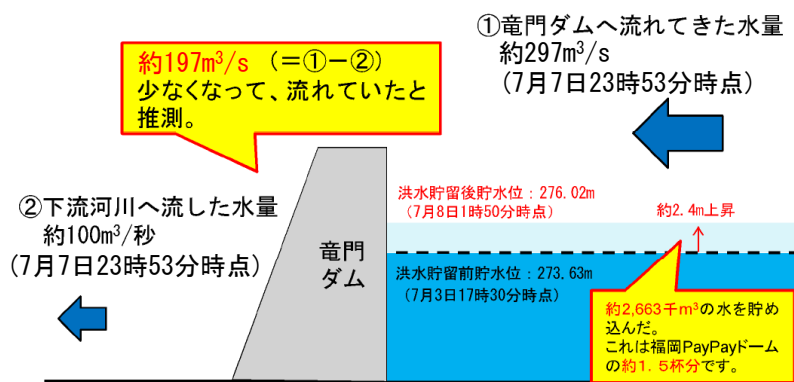 ①竜門ダムへ流れてきた水量
約297m³/s
(7月7日23時53分時点)
約197m³/s (＝①－②)
少なくなって、流れていたと
推測。
②下流河川へ流した水量
約100m³/秒
(7月7日23時53分時点)
竜門
ダム
洪水貯留後貯水位：276.02m
(7月8日1時50分時点)
約2.4m上昇
洪水貯留前貯水位：273.63m
(7月3日17時30分時点)
約2,663千m³の水を貯め
込んだ。
これは福岡PayPayドーム
の約１．５杯分です。